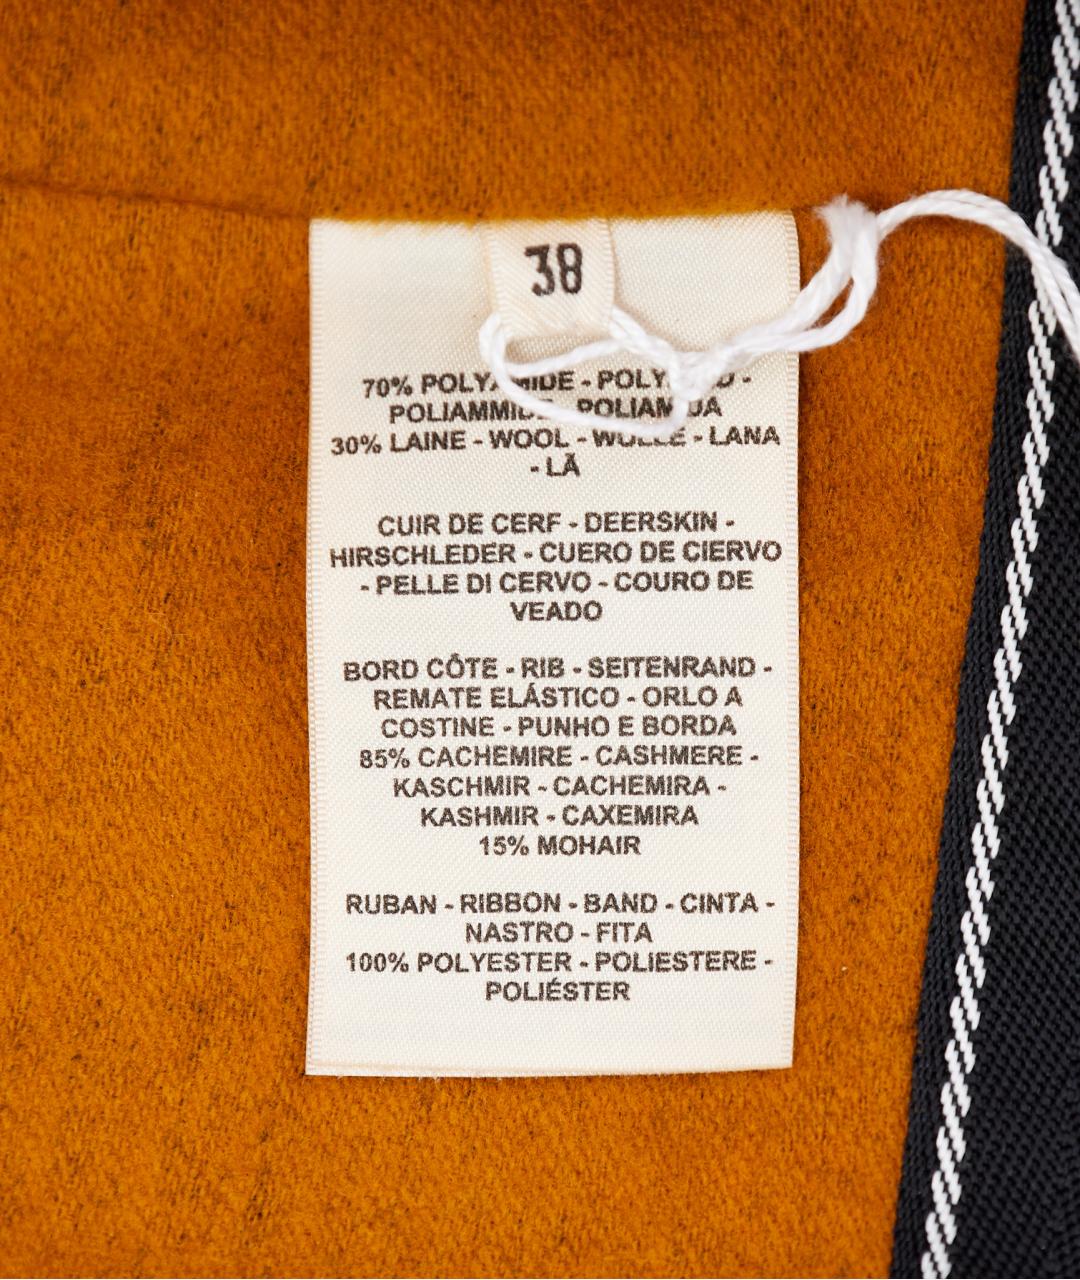 38
70% - -
-
30% LAINE - WOOL - - LANA
- LÃ
CUIR DE CERF - DEERSKIN -
HIRSCHLEDER - CUERO DE CIERVO
- PELLE DI CERVO - COURO DE
VEADO
BORD CÔTE - RIB - SEITENRAND -
REMATE ELÁSTICO - ORLO A
COSTINE - PUNHO E BORDA
85% CACHEMIRE - CASHMERE -
KASCHMIR - CACHEMIRA -
KASHMIR - CAXEMIRA
15% MOHAIR
RUBAN - RIBBON - BAND - CINTA -
NASTRO - FITA
100% POLYESTER - POLIESTERE -
POLIÉSTER